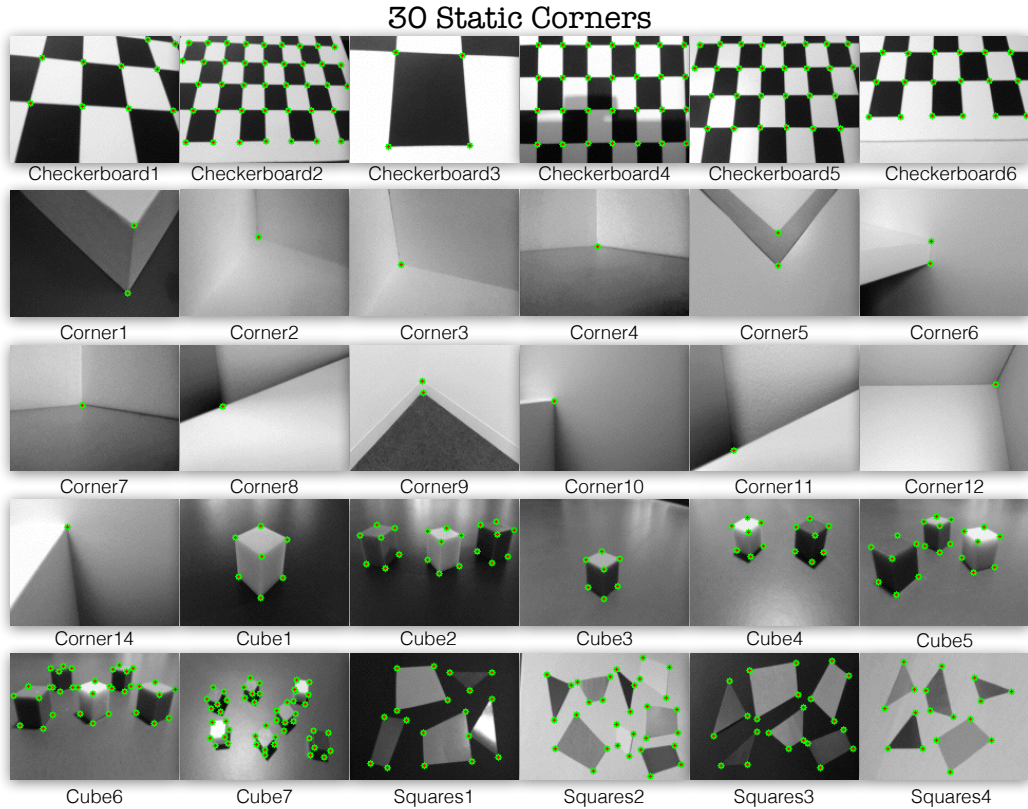 30 Static Corners
Checkerboard1 Checkerboard2 Checkerboard3 Checkerboard4 Checkerboard5 Checkerboard6
Corner1 Corner2 Corner3 Corner4 Corner5 Corner6
Corner7 Corner8 Corner9 Corner10 Corner11 Corner12
Corner14 Cube1 Cube2 Cube3 Cube4 Cube5
Cube6 Cube7 Squares1 Squares2 Squares3 Squares4